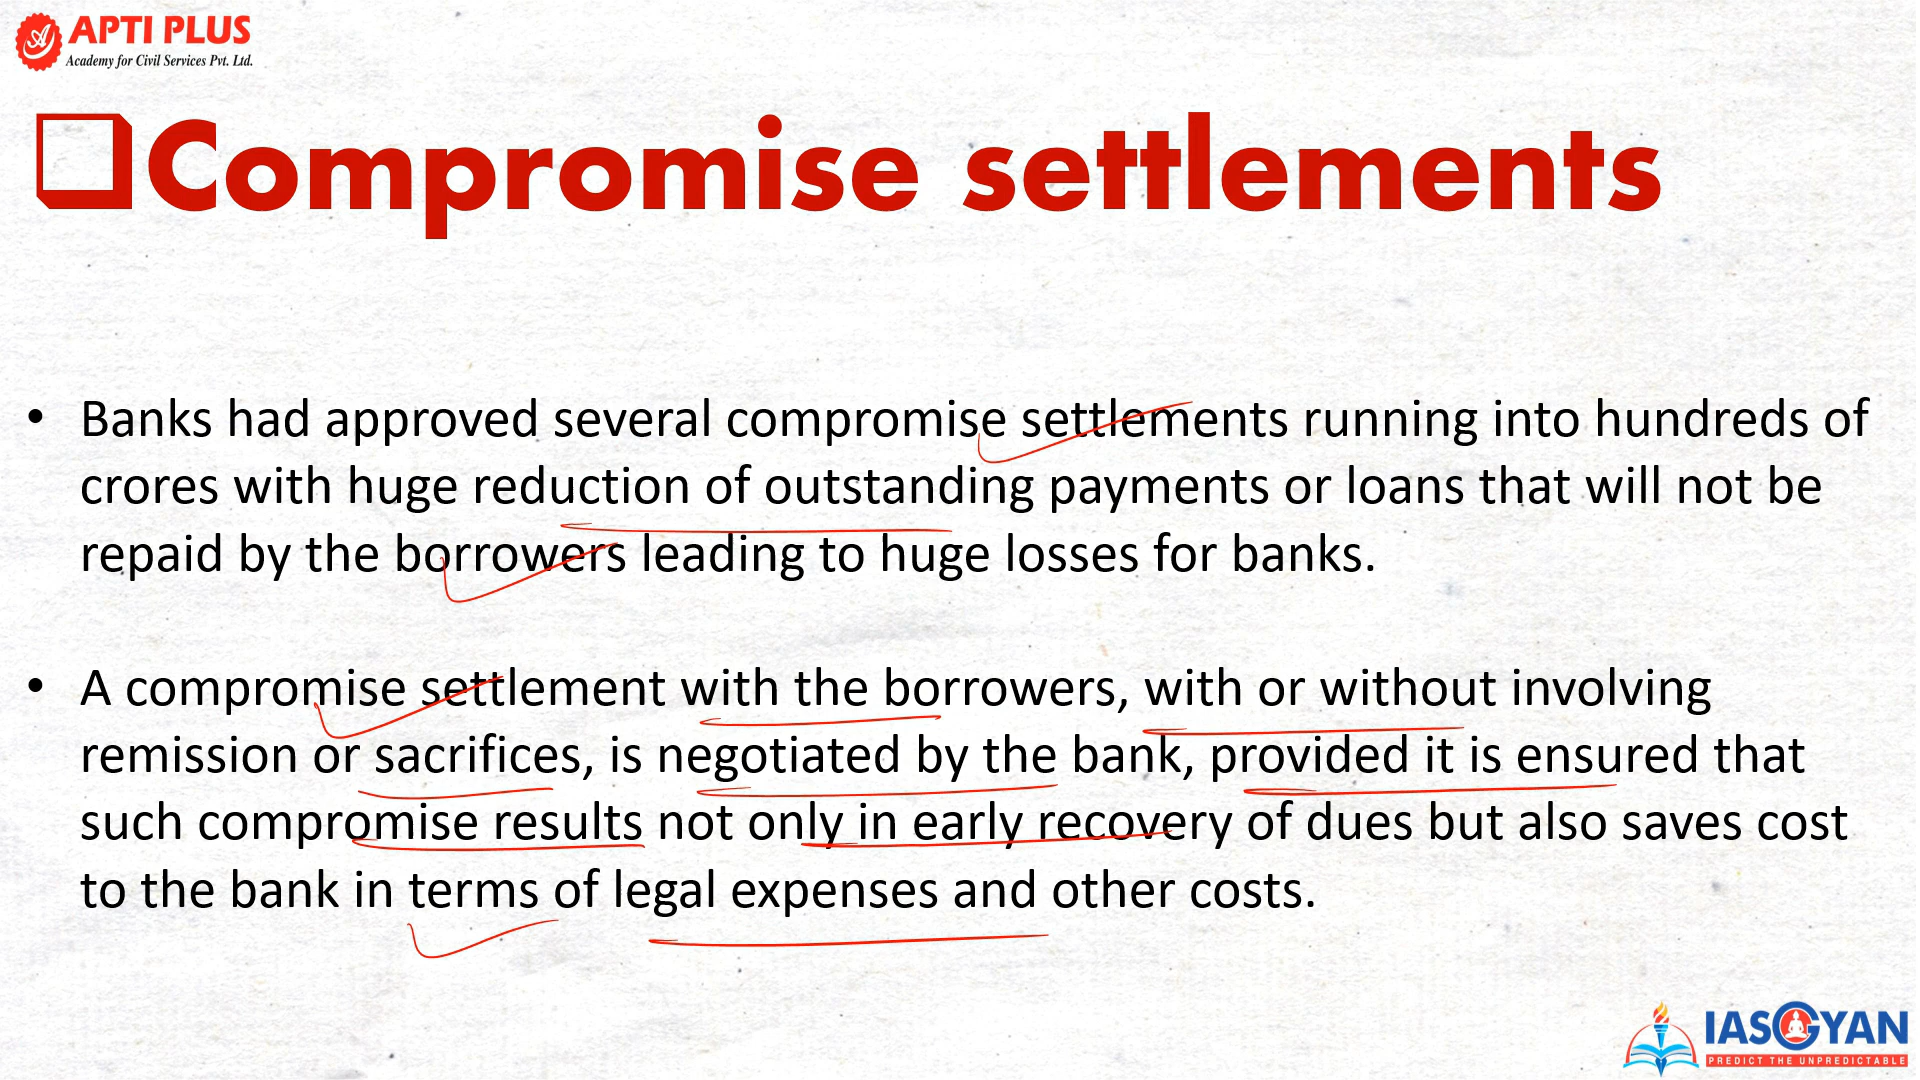 APTI PLUS
Academy for Civil Services Pvt. Ltd.
Compromise settlements
• Banks had approved several compromise settlements running into hundreds of
crores with huge reduction of outstanding payments or loans that will not be
repaid by the borrowers leading to huge losses for banks.
• A compromise settlement with the borrowers, with or without involving
remission or sacrifices, is negotiated by the bank, provided it is ensured that
such compromise results not only in early recovery of dues but also saves cost
to the bank in terms of legal expenses and other costs.
IASGYAN
PREDICT THE UNPREDICTABLE